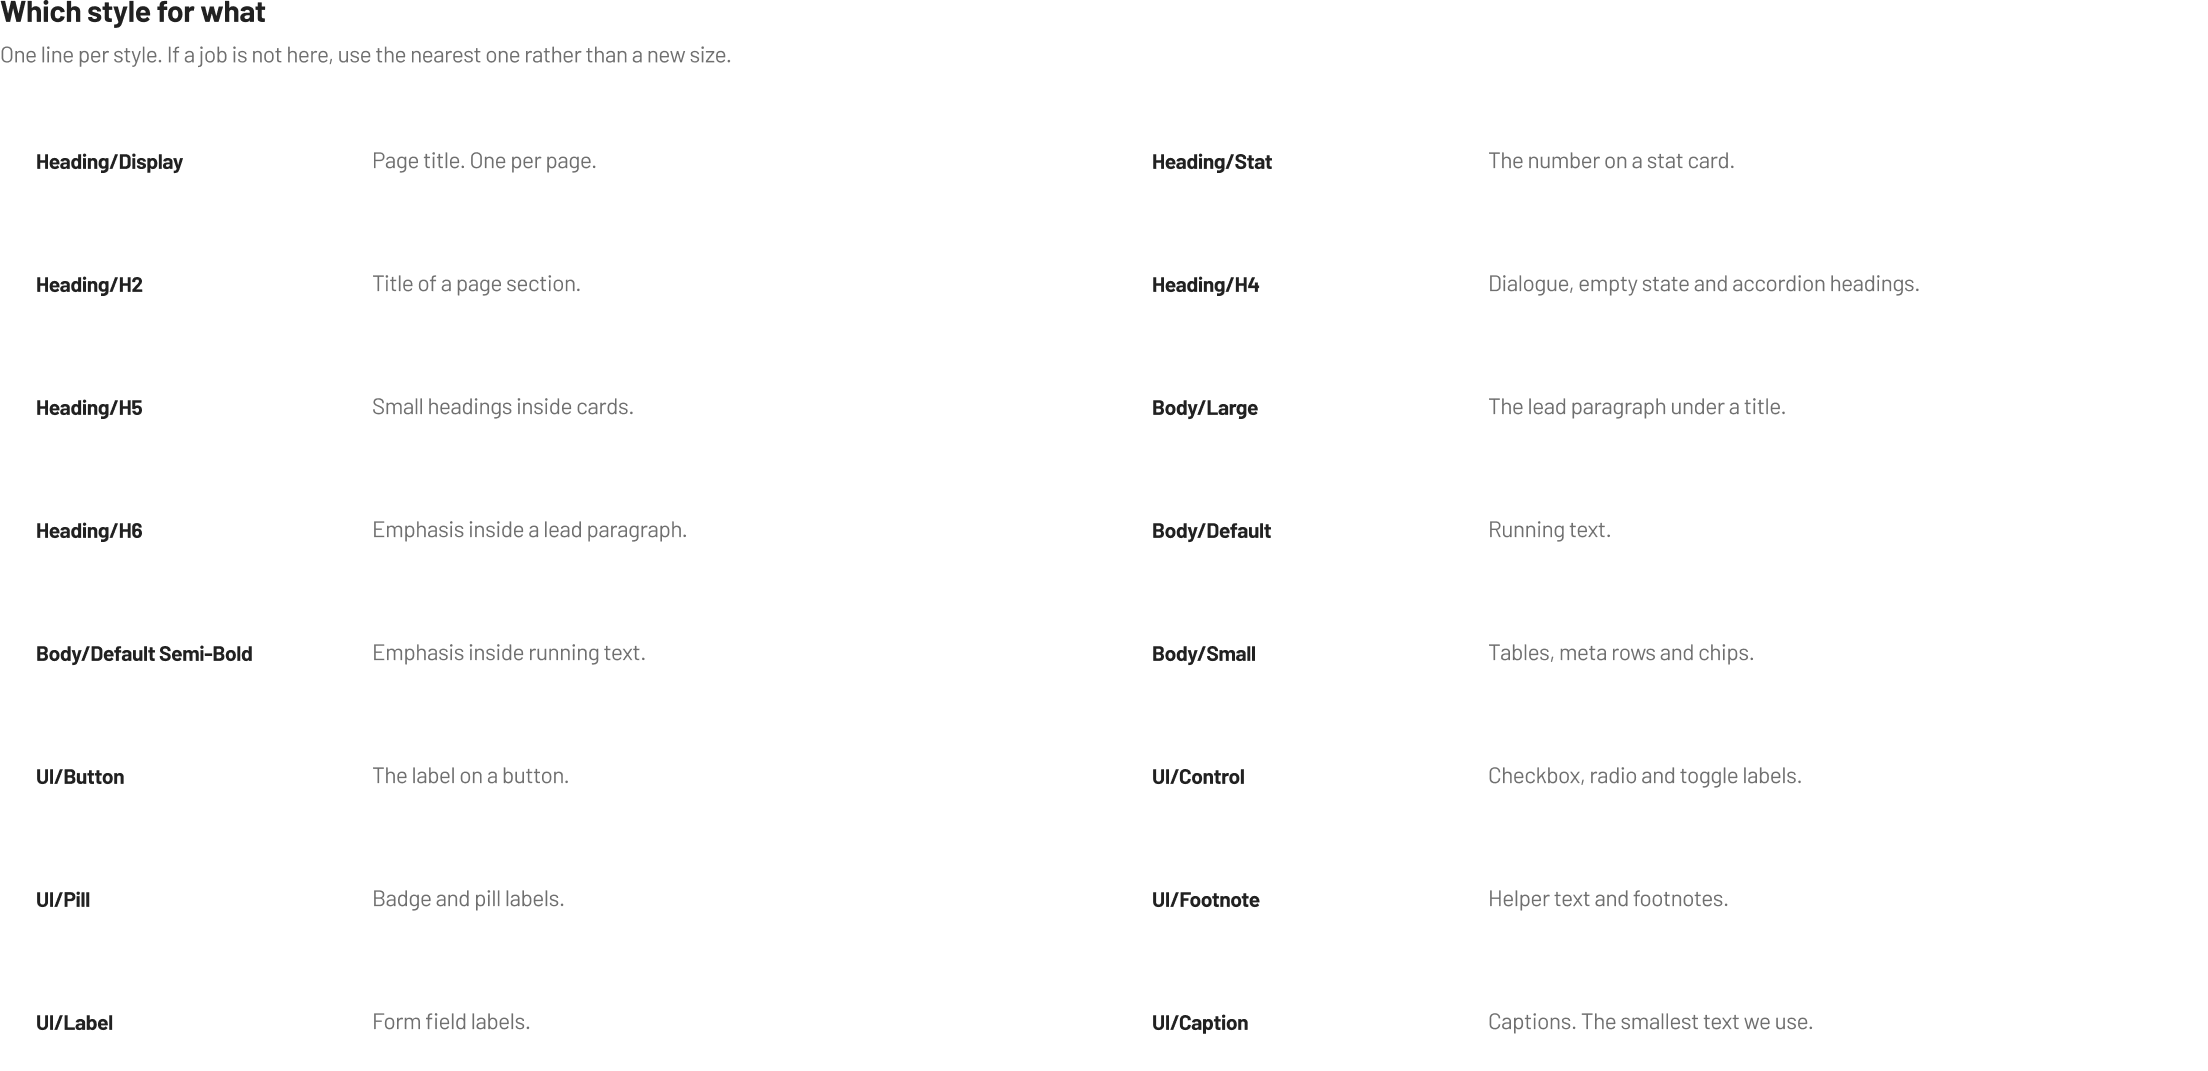 Which style for what
One line per style. If a job is not here, use the nearest one rather than a new size.
Heading/Display Page title. One per page. Heading/Stat The number on a stat card.
Heading/H2 Title of a page section. Heading/H4 Dialogue, empty state and accordion headings.
Heading/H5 Small headings inside cards. Body/Large The lead paragraph under a title.
Heading/H6 Emphasis inside a lead paragraph. Body/Default Running text.
Body/Default Semi-Bold Emphasis inside running text. Body/Small Tables, meta rows and chips.
UI/Button The label on a button. UI/Control Checkbox, radio and toggle labels.
UI/Pill Badge and pill labels. UI/Footnote Helper text and footnotes.
UI/Label Form field labels. UI/Caption Captions. The smallest text we use.